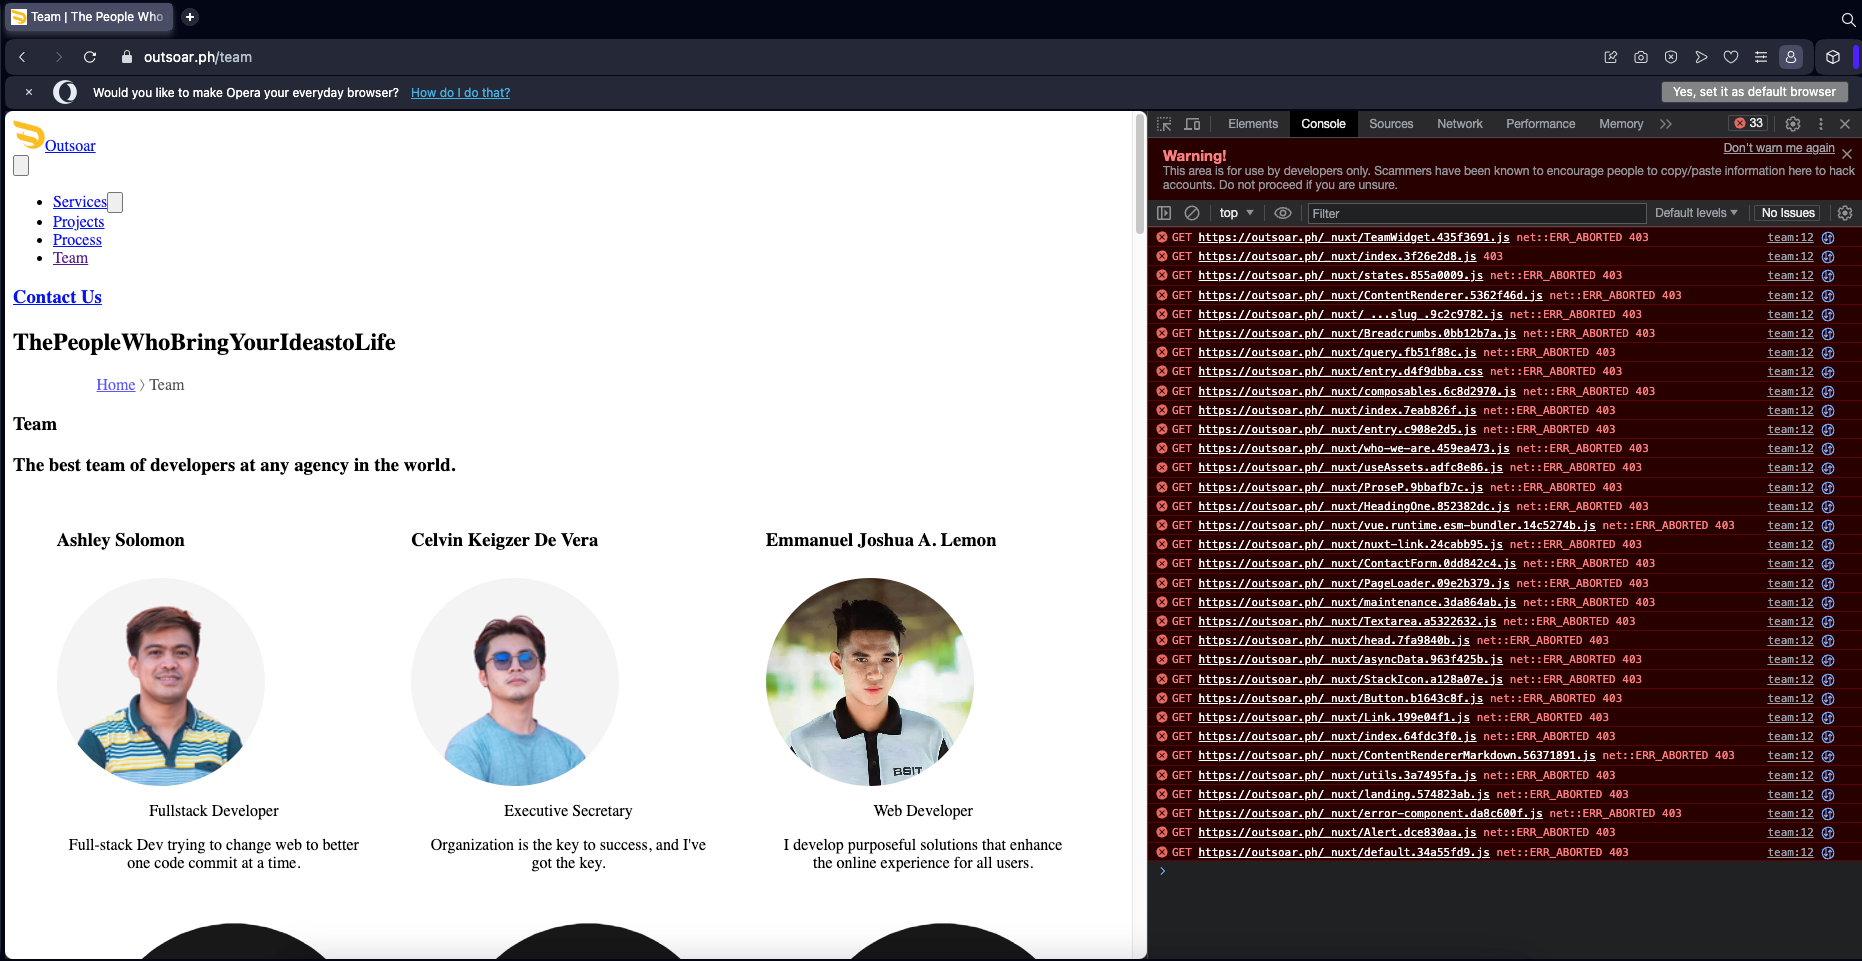 Team | The People Who
outsoar.ph/team
Would you like to make Opera your everyday browser? How do I do that?
Yes, set it as default browser
Outsoar
Services
Projects
Process
Team
Contact Us
ThePeopleWhoBringYourIdeastoLife
Home 〉 Team
Team
The best team of developers at any agency in the world.
Ashley Solomon
Celvin Keigzer De Vera
Emmanuel Joshua A. Lemon
BSIT
Fullstack Developer
Executive Secretary
Web Developer
Full-stack Dev trying to change web to better
one code commit at a time.
Organization is the key to success, and I've
got the key.
I develop purposeful solutions that enhance
the online experience for all users.
Elements Console Sources Network Performance Memory 33
Warning!
Don't warn me again
This area is for use by developers only. Scammers have been known to encourage people to copy/paste information here to hack
accounts. Do not proceed if you are unsure.
top Filter Default levels No Issues
GET https://outsoar.ph/_nuxt/TeamWidget.435f3691.js net::ERR_ABORTED 403 team:12
GET https://outsoar.ph/_nuxt/index.3f26e2d8.js 403 team:12
GET https://outsoar.ph/_nuxt/states.855a0009.js net::ERR_ABORTED 403 team:12
GET https://outsoar.ph/_nuxt/ContentRenderer.5362f46d.js net::ERR_ABORTED 403 team:12
GET https://outsoar.ph/_nuxt/_...slug_.9c2c9782.js net::ERR_ABORTED 403 team:12
GET https://outsoar.ph/_nuxt/Breadcrumbs.0bb12b7a.js net::ERR_ABORTED 403 team:12
GET https://outsoar.ph/_nuxt/query.fb51f88c.js net::ERR_ABORTED 403 team:12
GET https://outsoar.ph/_nuxt/entry.d4f9dbba.css net::ERR_ABORTED 403 team:12
GET https://outsoar.ph/_nuxt/composables.6c8d2970.js net::ERR_ABORTED 403 team:12
GET https://outsoar.ph/_nuxt/index.7eab826f.js net::ERR_ABORTED 403 team:12
GET https://outsoar.ph/_nuxt/entry.c908e2d5.js net::ERR_ABORTED 403 team:12
GET https://outsoar.ph/_nuxt/who-we-are.459ea473.js net::ERR_ABORTED 403 team:12
GET https://outsoar.ph/_nuxt/useAssets.adfc8e86.js net::ERR_ABORTED 403 team:12
GET https://outsoar.ph/_nuxt/ProseP.9bbafb7c.js net::ERR_ABORTED 403 team:12
GET https://outsoar.ph/_nuxt/HeadingOne.852382dc.js net::ERR_ABORTED 403 team:12
GET https://outsoar.ph/_nuxt/vue.runtime.esm-bundler.14c5274b.js net::ERR_ABORTED 403 team:12
GET https://outsoar.ph/_nuxt/nuxt-link.24cabb95.js net::ERR_ABORTED 403 team:12
GET https://outsoar.ph/_nuxt/ContactForm.0dd842c4.js net::ERR_ABORTED 403 team:12
GET https://outsoar.ph/_nuxt/PageLoader.09e2b379.js net::ERR_ABORTED 403 team:12
GET https://outsoar.ph/_nuxt/maintenance.3da864ab.js net::ERR_ABORTED 403 team:12
GET https://outsoar.ph/_nuxt/Textarea.a5322632.js net::ERR_ABORTED 403 team:12
GET https://outsoar.ph/_nuxt/head.7fa9840b.js net::ERR_ABORTED 403 team:12
GET https://outsoar.ph/_nuxt/asyncData.963f425b.js net::ERR_ABORTED 403 team:12
GET https://outsoar.ph/_nuxt/StackIcon.a128a07e.js net::ERR_ABORTED 403 team:12
GET https://outsoar.ph/_nuxt/Button.b1643c8f.js net::ERR_ABORTED 403 team:12
GET https://outsoar.ph/_nuxt/Link.199e04f1.js net::ERR_ABORTED 403 team:12
GET https://outsoar.ph/_nuxt/index.64fdc3f0.js net::ERR_ABORTED 403 team:12
GET https://outsoar.ph/_nuxt/ContentRendererMarkdown.56371891.js net::ERR_ABORTED 403 team:12
GET https://outsoar.ph/_nuxt/utils.3a7495fa.js net::ERR_ABORTED 403 team:12
GET https://outsoar.ph/_nuxt/landing.574823ab.js net::ERR_ABORTED 403 team:12
GET https://outsoar.ph/_nuxt/error-component.da8c600f.js net::ERR_ABORTED 403 team:12
GET https://outsoar.ph/_nuxt/Alert.dce830aa.js net::ERR_ABORTED 403 team:12
GET https://outsoar.ph/_nuxt/default.34a55fd9.js net::ERR_ABORTED 403 team:12